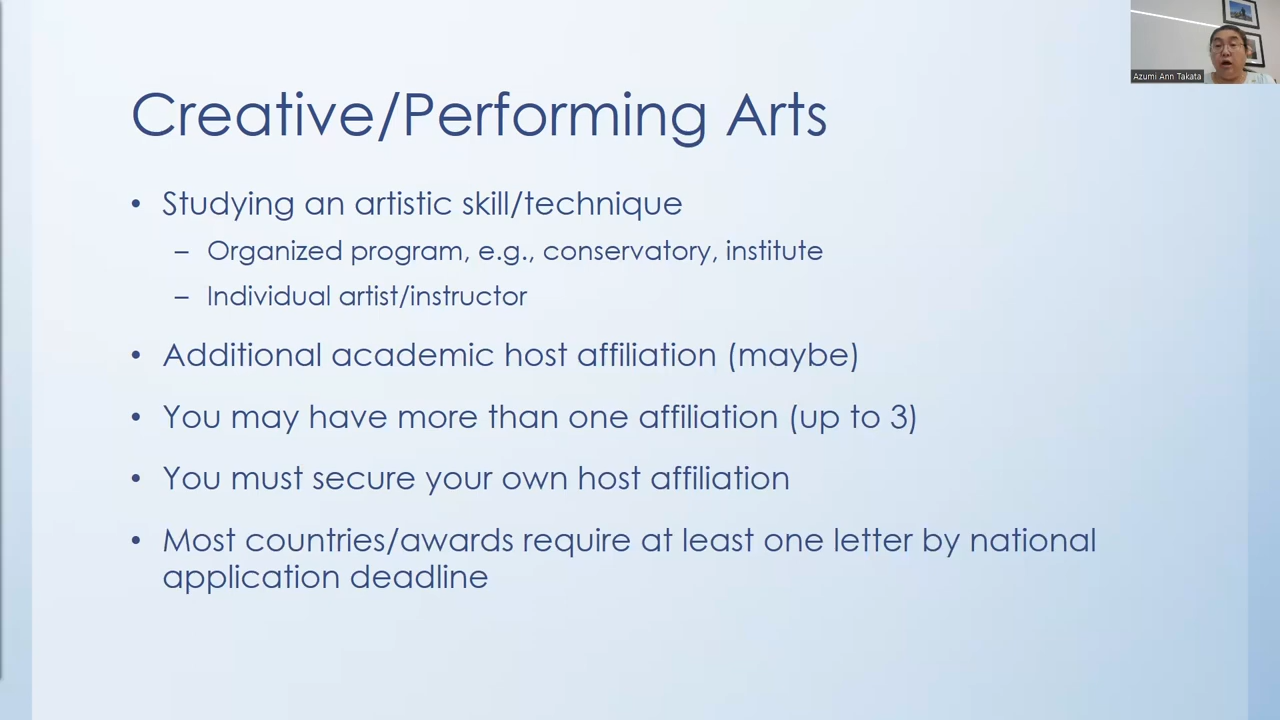 Azumi Ann Takata
Creative/Performing Arts
• Studying an artistic skill/technique
– Organized program, e.g., conservatory, institute
– Individual artist/instructor
• Additional academic host affiliation (maybe)
• You may have more than one affiliation (up to 3)
• You must secure your own host affiliation
• Most countries/awards require at least one letter by national
application deadline